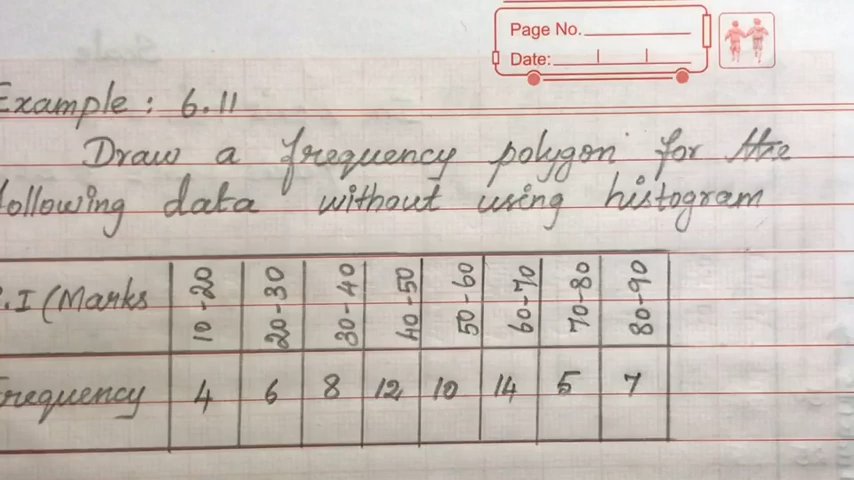 Page No.
Date:
Example : 6.11
Draw a frequency polygon for the
following data without using histogram
C.I (Marks 10-20 20-30 30-40 40-50 50-60 60-70 70-80 80-90
Frequency 4 6 8 12 10 14 5 7